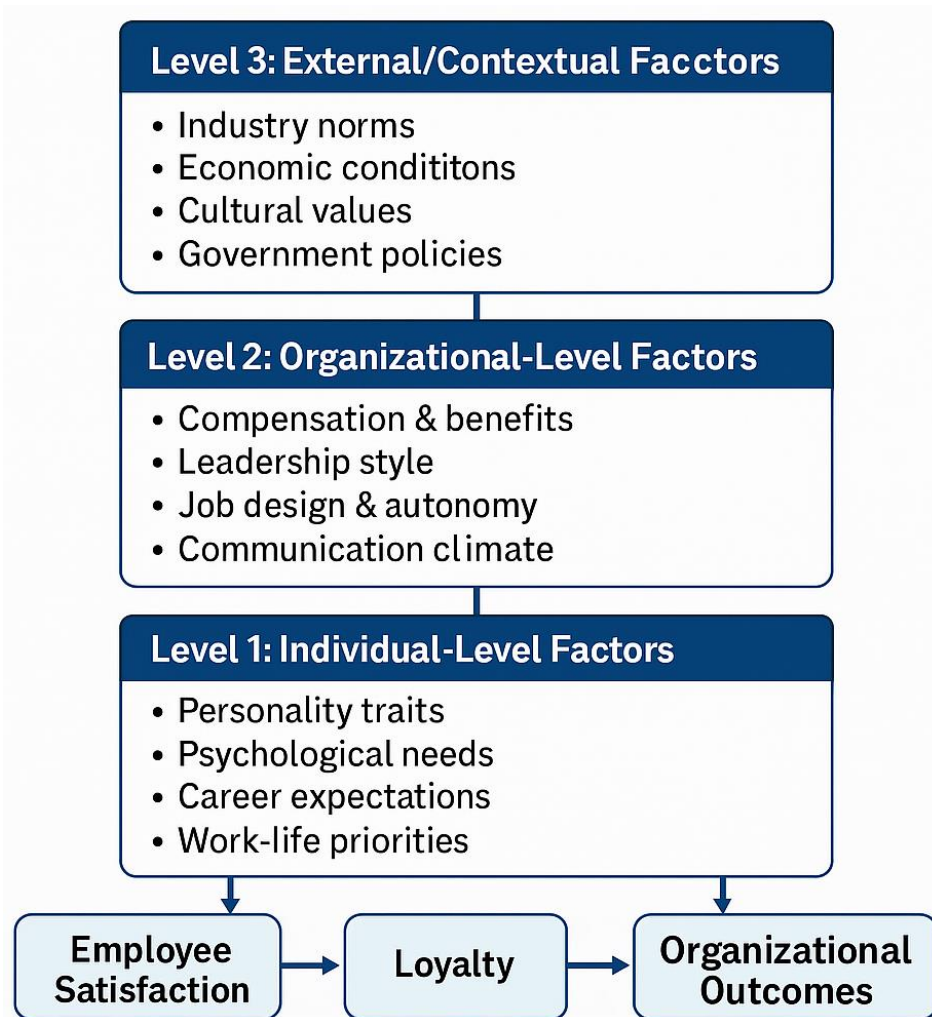 Level 3: External/Contextual Facctors
• Industry norms
• Economic condititons
• Cultural values
• Government policies
Level 2: Organizational-Level Factors
• Compensation & benefits
• Leadership style
• Job design & autonomy
• Communication climate
Level 1: Individual-Level Factors
• Personality traits
• Psychological needs
• Career expectations
• Work-life priorities
Employee
Satisfaction
Loyalty
Organizational
Outcomes